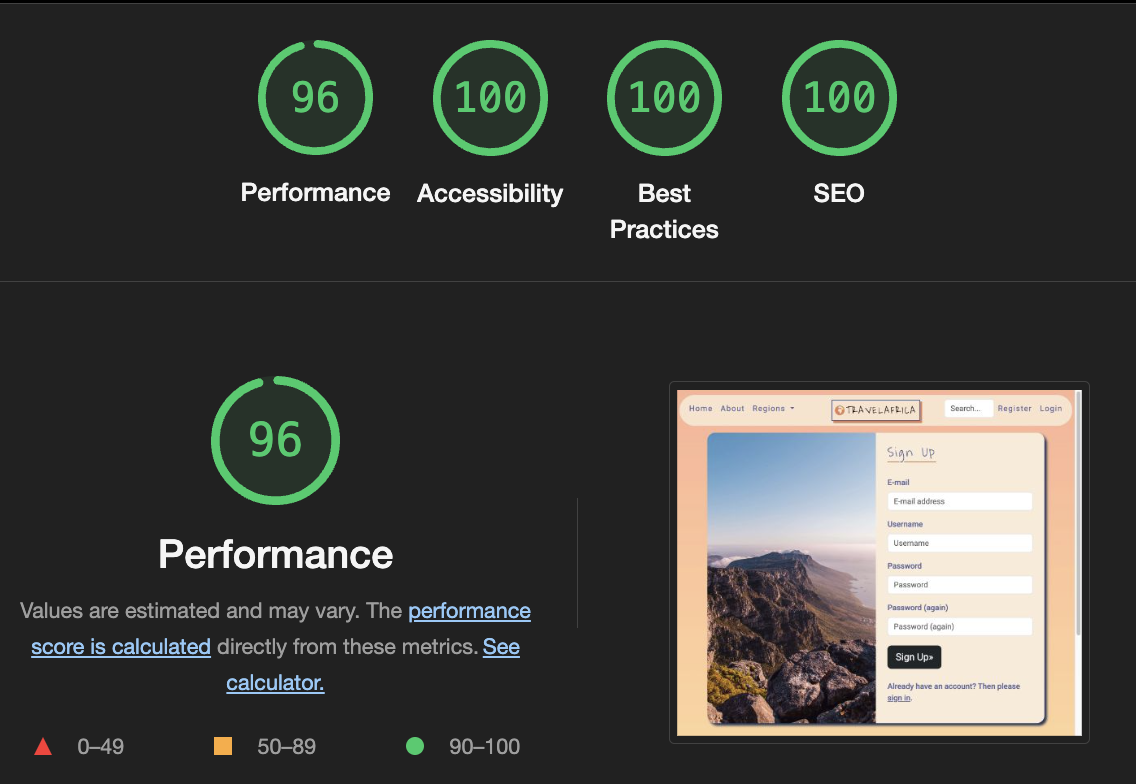 96
100
100
100
Performance
Accessibility
Best
Practices
SEO
96
Performance
Values are estimated and may vary. The performance
score is calculated directly from these metrics. See
calculator.
0–49
50–89
90–100
Home About Regions
TRAVELAFRICA
Search...
Register Login
Sign Up
E-mail
E-mail address
Username
Username
Password
Password
Password (again)
Password (again)
Sign Up»
Already have an account? Then please
sign in.